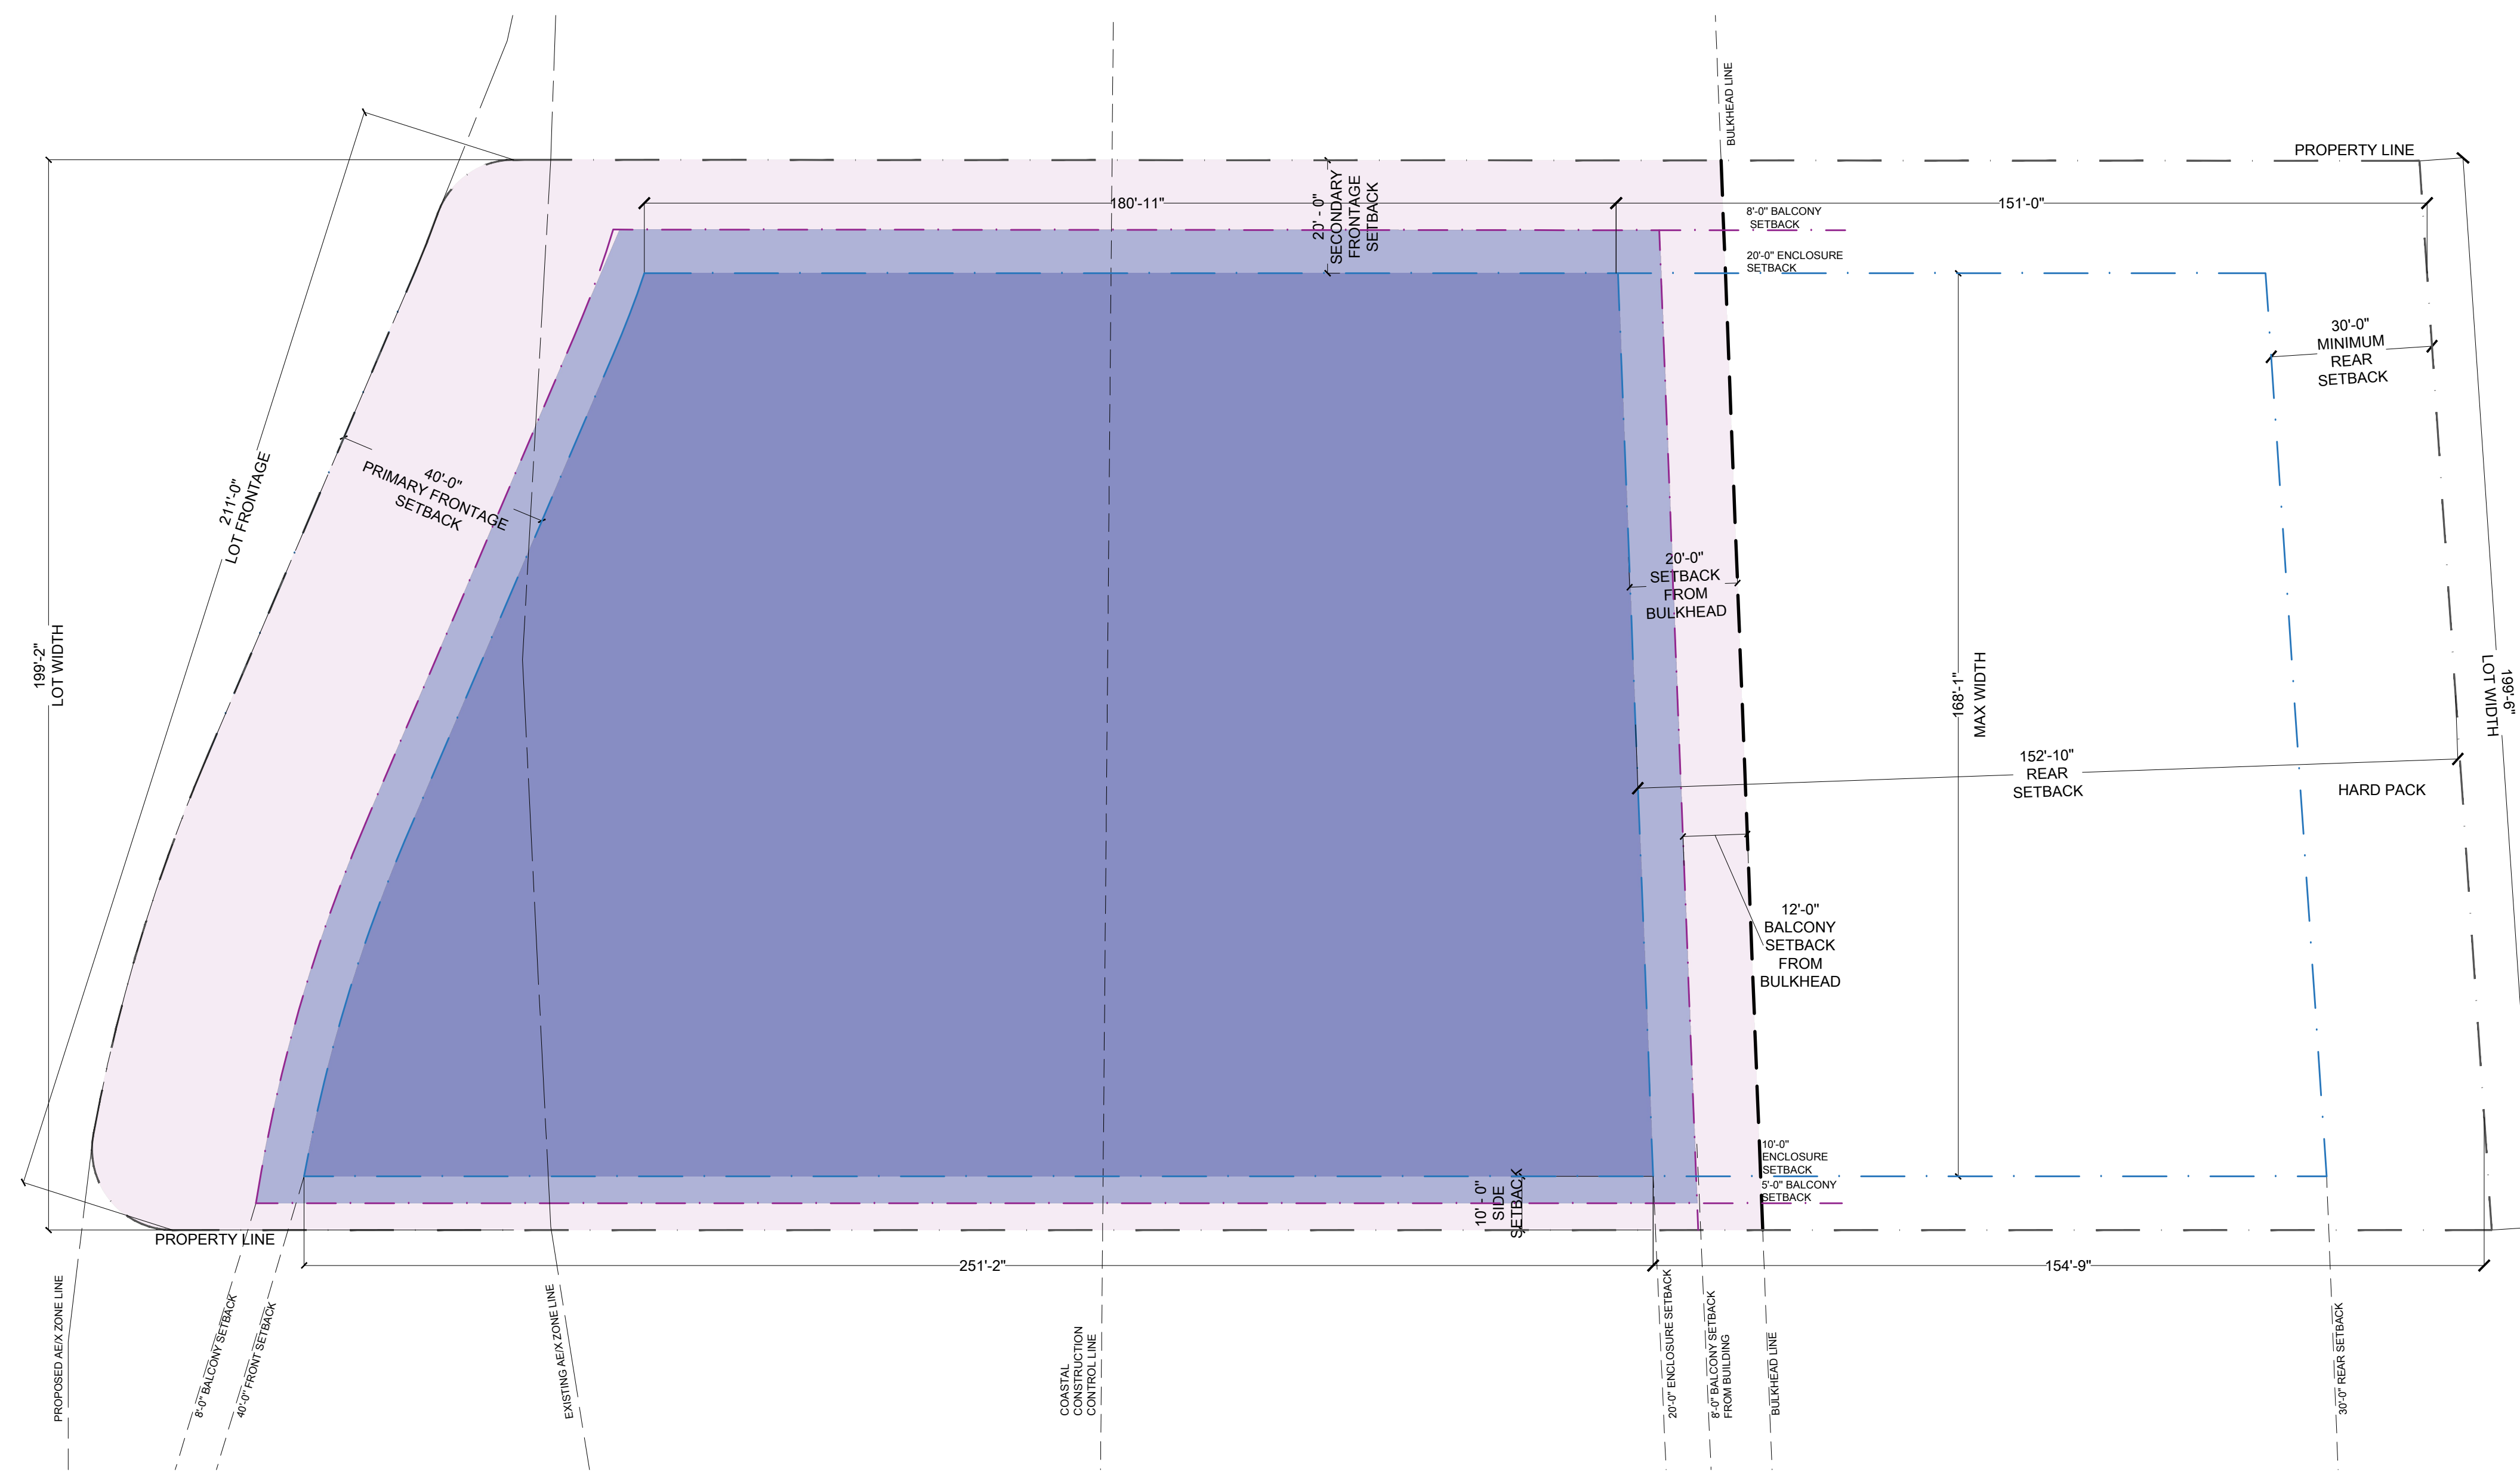 BULKHEAD LINE
PROPERTY LINE
180'-11"
151'-0"
20' - 0"
SECONDARY
FRONTAGE
SETBACK
8'-0" BALCONY
SETBACK
20'-0" ENCLOSURE
SETBACK
30'-0"
MINIMUM
REAR
SETBACK
211'-0"
LOT FRONTAGE
40'-0"
PRIMARY FRONTAGE
SETBACK
20'-0"
SETBACK
FROM
BULKHEAD
199'-2"
LOT WIDTH
168'-1"
MAX WIDTH
199'-6"
LOT WIDTH
152'-10"
REAR
SETBACK
HARD PACK
12'-0"
BALCONY
SETBACK
FROM
BULKHEAD
10'-0"
ENCLOSURE
SETBACK
5'-0" BALCONY
SETBACK
10' - 0"
SIDE
SETBACK
PROPERTY LINE
251'-2"
154'-9"
PROPOSED AE/X ZONE LINE
8'-0" BALCONY SETBACK
40'-0" FRONT SETBACK
EXISTING AE/X ZONE LINE
COASTAL
CONSTRUCTION
CONTROL LINE
20'-0" ENCLOSURE SETBACK
8'-0" BALCONY SETBACK
FROM BUILDING
BULKHEAD LINE
30'-0" REAR SETBACK